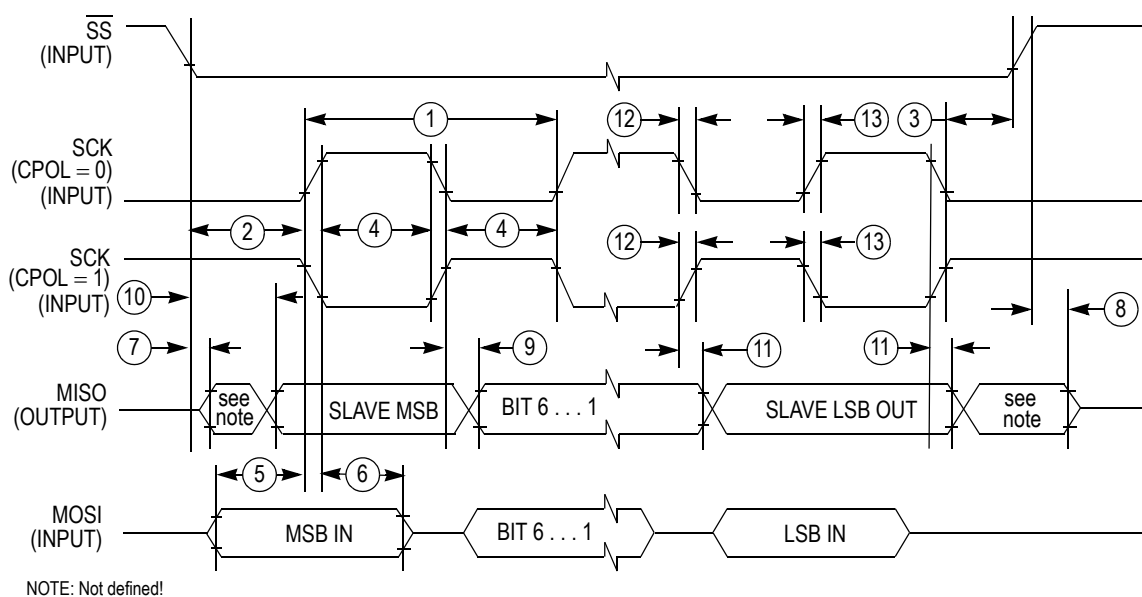 SS
(INPUT)
1
12
13
3
SCK
(CPOL = 0)
(INPUT)
2
4
4
SCK
(CPOL = 1)
(INPUT)
12
13
10
8
7
9
11
11
MISO
(OUTPUT)
see
note
SLAVE MSB
BIT 6 . . . 1
SLAVE LSB OUT
see
note
5
6
MOSI
(INPUT)
MSB IN
BIT 6 . . . 1
LSB IN
NOTE: Not defined!